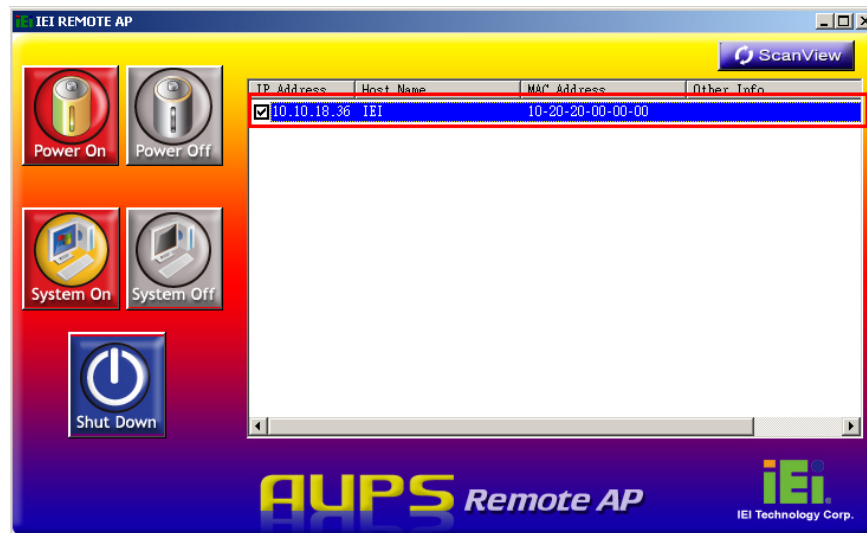 IEI REMOTE AP
ScanView
IP Address Host Name MAC Address Other Info
10.10.18.36 IEI 10-20-20-00-00-00
Power On Power Off
System On System Off
Shut Down
AUPS Remote AP
iEi
IEI Technology Corp.